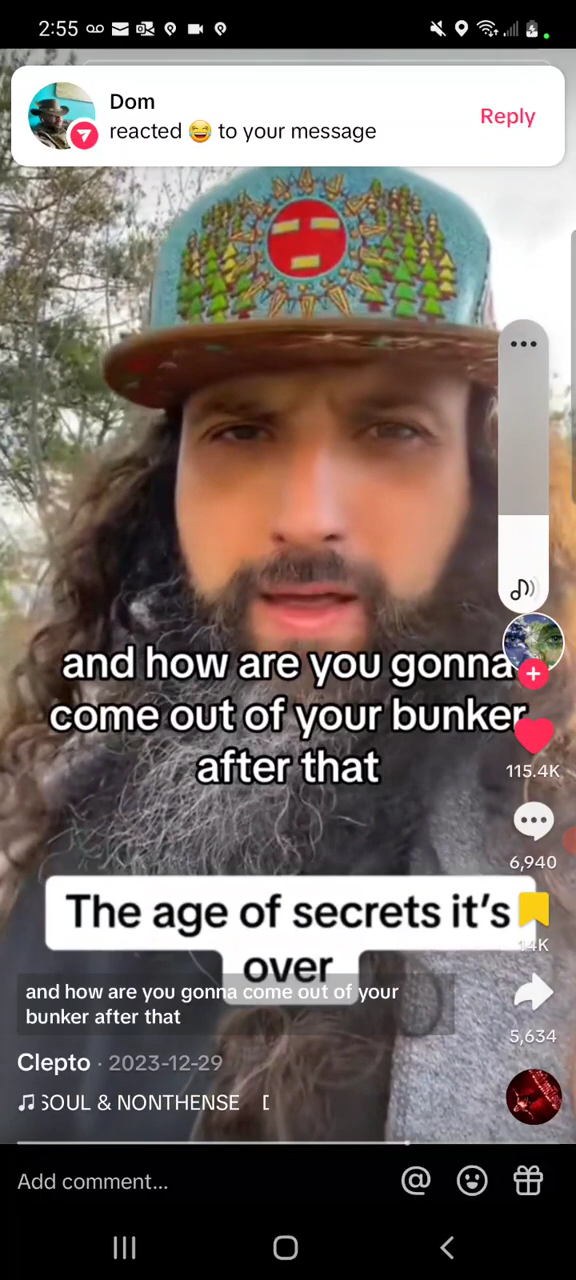 2:55
Dom
reacted 😂 to your message
Reply
and how are you gonna
come out of your bunker
after that
115.4K
6,940
The age of secrets it's
over
14K
and how are you gonna come out of your
bunker after that
5,634
Clepto · 2023-12-29
SOUL & NONTHENSE
Add comment...